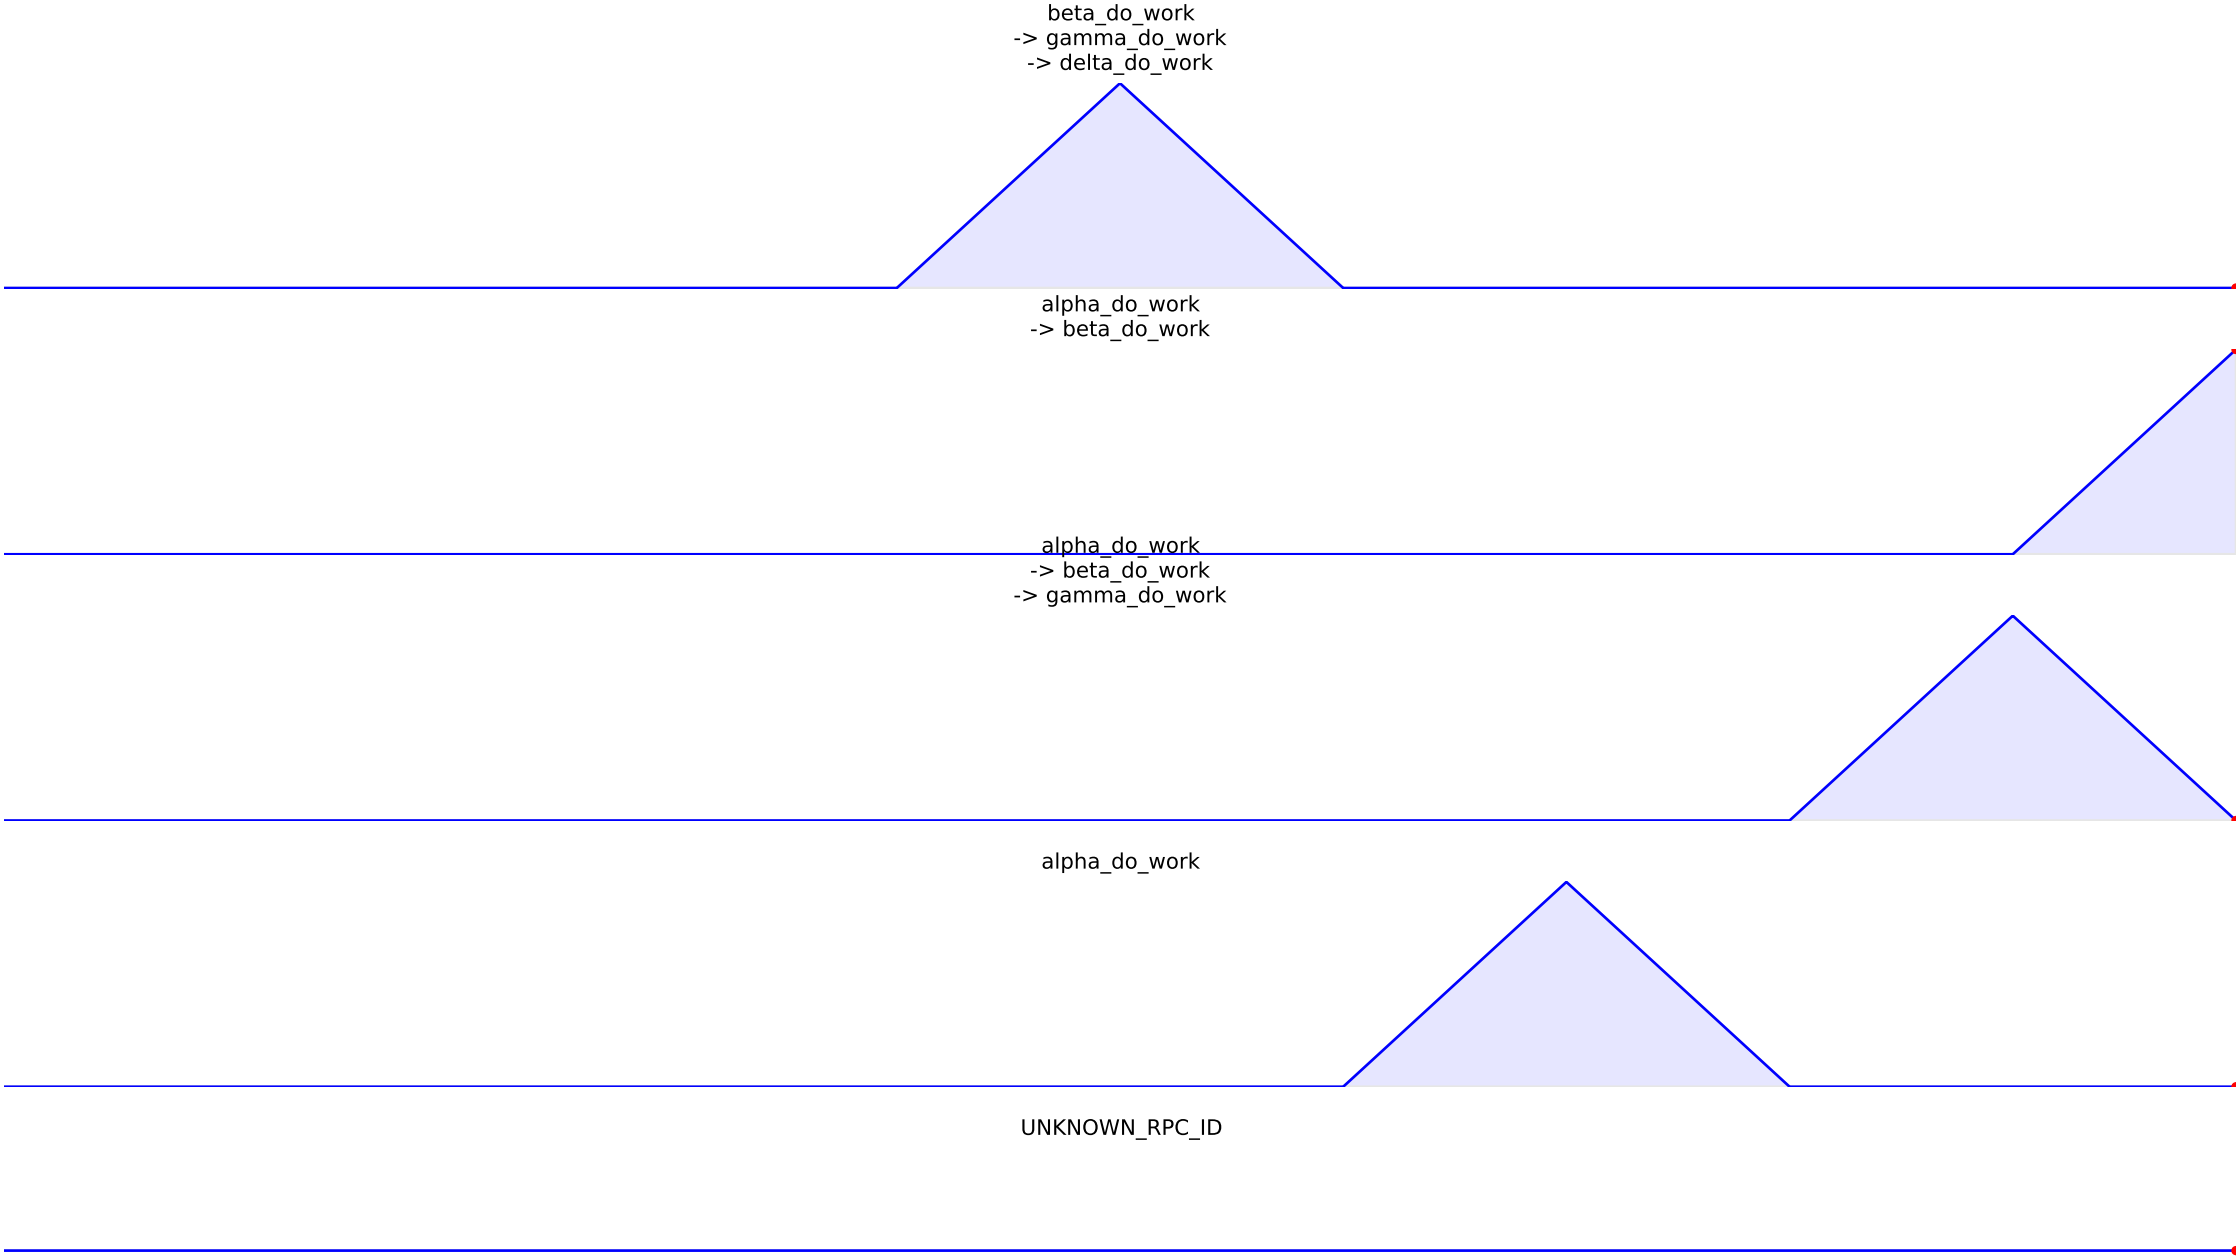 beta_do_work
-> gamma_do_work
-> delta_do_work
alpha_do_work
-> beta_do_work
alpha_do_work
-> beta_do_work
-> gamma_do_work
alpha_do_work
UNKNOWN_RPC_ID